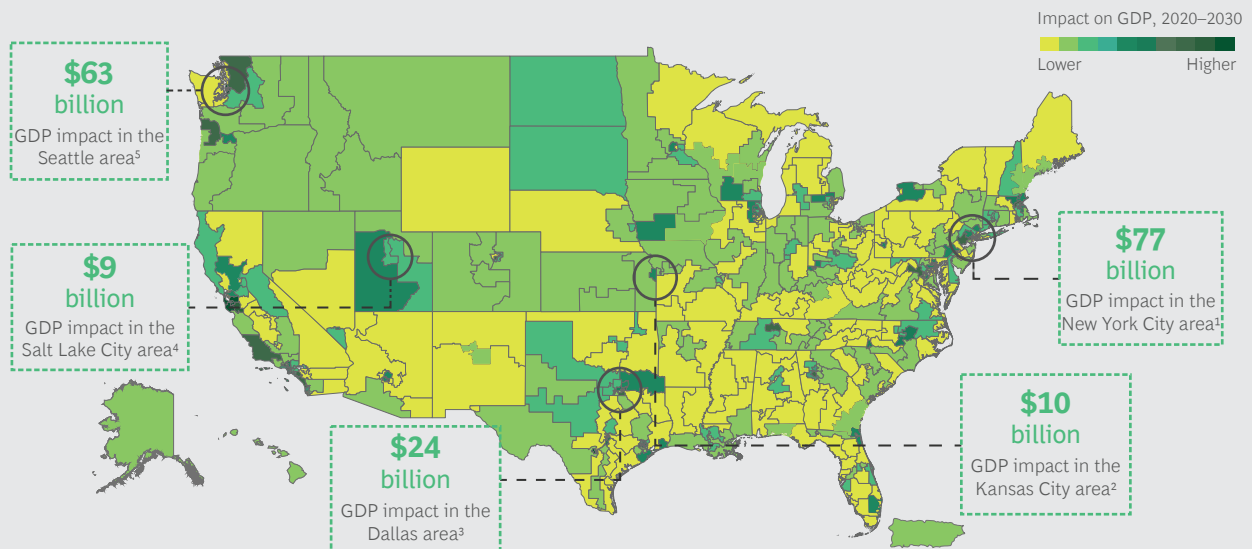 Impact on GDP, 2020–2030
Lower
Higher
$63
billion
GDP impact in the
Seattle area⁵
$9
billion
GDP impact in the
Salt Lake City area⁴
$77
billion
GDP impact in the
New York City area¹
$24
billion
GDP impact in the
Dallas area³
$10
billion
GDP impact in the
Kansas City area²